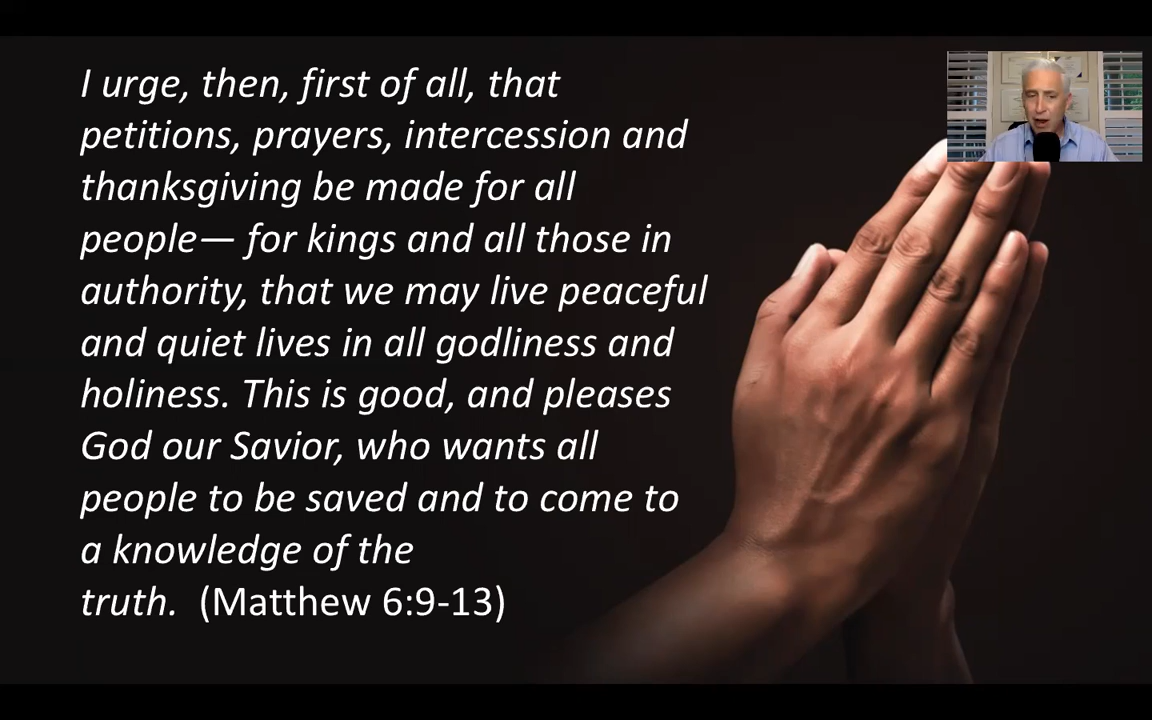 I urge, then, first of all, that
petitions, prayers, intercession and
thanksgiving be made for all
people— for kings and all those in
authority, that we may live peaceful
and quiet lives in all godliness and
holiness. This is good, and pleases
God our Savior, who wants all
people to be saved and to come to
a knowledge of the
truth.  (Matthew 6:9-13)